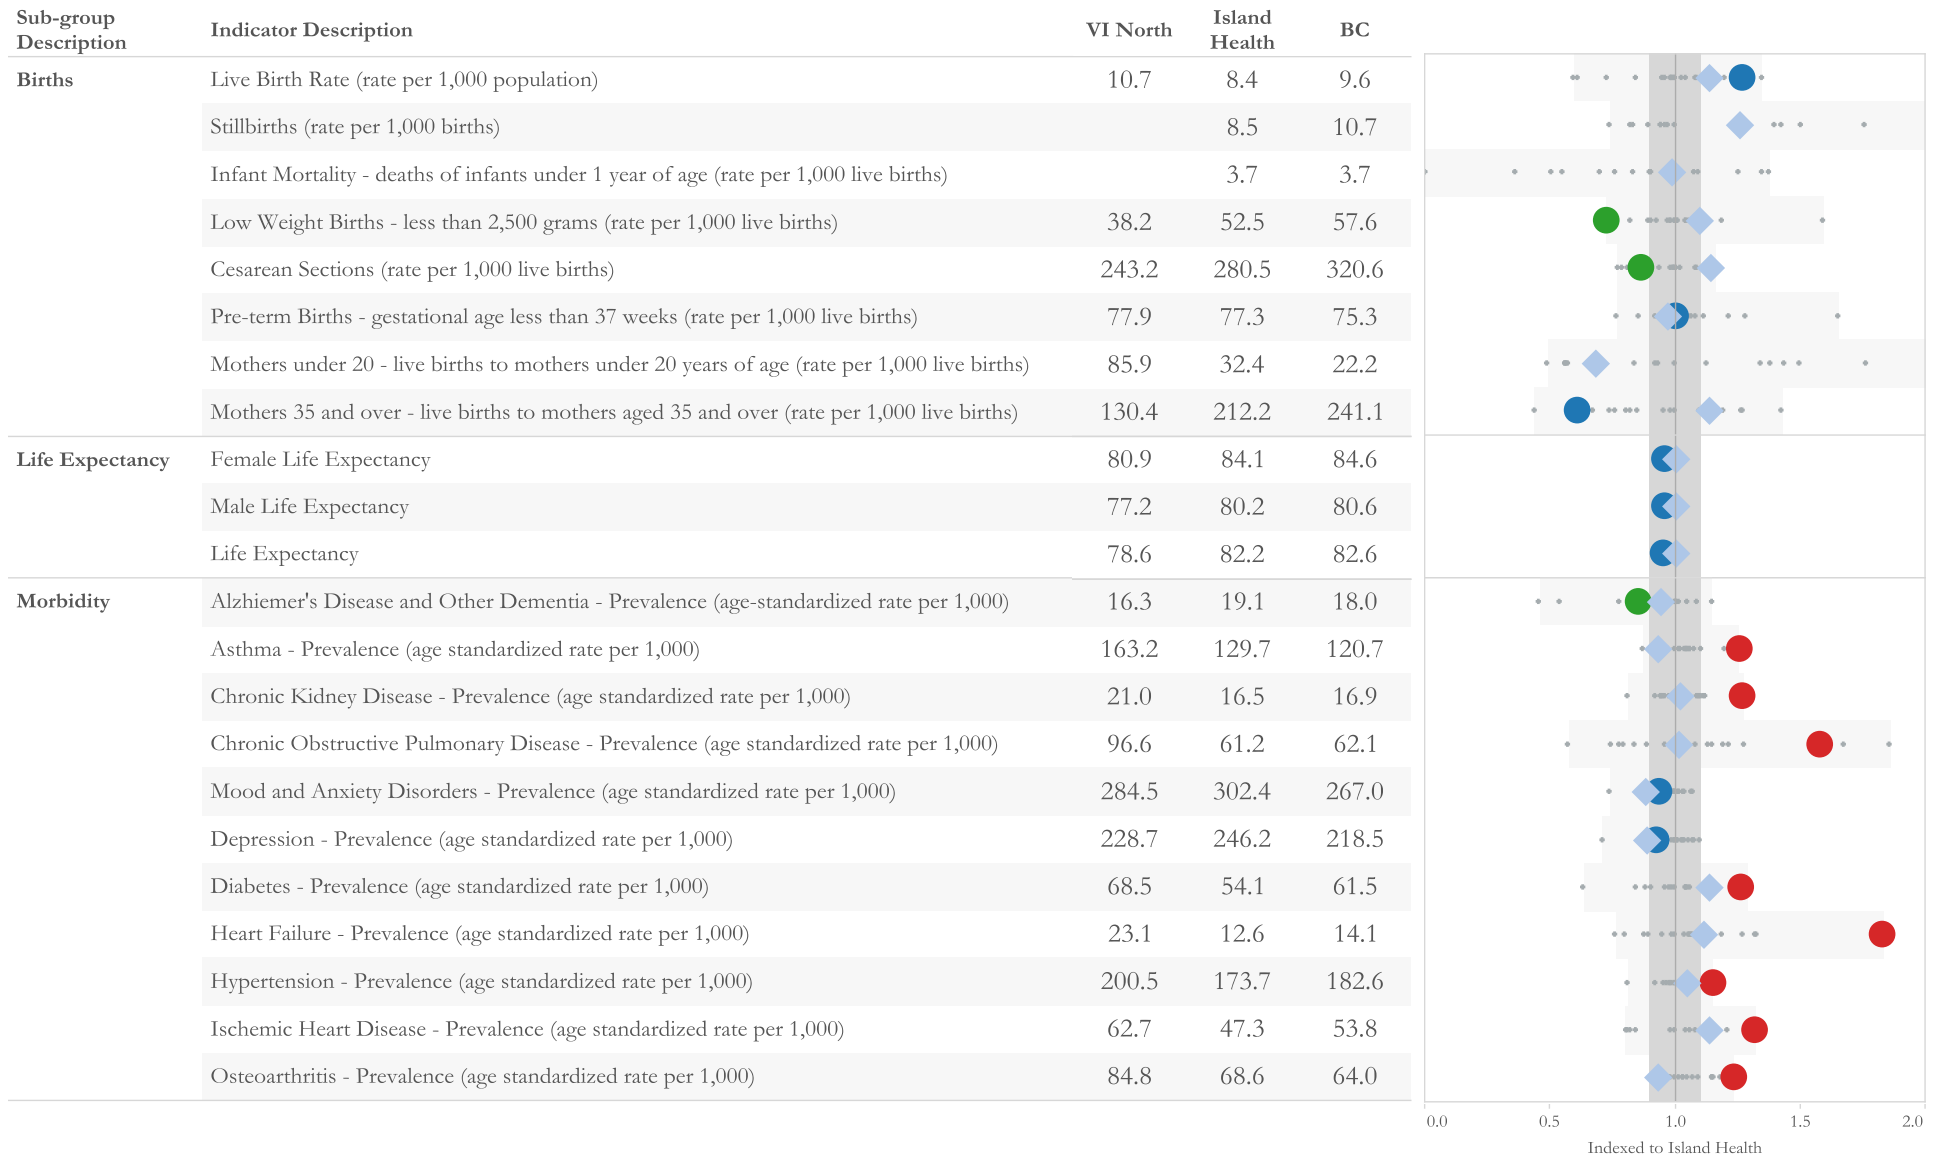 Sub-group Description Indicator Description VI North Island Health BC
Births Live Birth Rate (rate per 1,000 population) 10.7 8.4 9.6
Stillbirths (rate per 1,000 births) 8.5 10.7
Infant Mortality - deaths of infants under 1 year of age (rate per 1,000 live births) 3.7 3.7
Low Weight Births - less than 2,500 grams (rate per 1,000 live births) 38.2 52.5 57.6
Cesarean Sections (rate per 1,000 live births) 243.2 280.5 320.6
Pre-term Births - gestational age less than 37 weeks (rate per 1,000 live births) 77.9 77.3 75.3
Mothers under 20 - live births to mothers under 20 years of age (rate per 1,000 live births) 85.9 32.4 22.2
Mothers 35 and over - live births to mothers aged 35 and over (rate per 1,000 live births) 130.4 212.2 241.1
Life Expectancy Female Life Expectancy 80.9 84.1 84.6
Male Life Expectancy 77.2 80.2 80.6
Life Expectancy 78.6 82.2 82.6
Morbidity Alzhiemer's Disease and Other Dementia - Prevalence (age-standardized rate per 1,000) 16.3 19.1 18.0
Asthma - Prevalence (age standardized rate per 1,000) 163.2 129.7 120.7
Chronic Kidney Disease - Prevalence (age standardized rate per 1,000) 21.0 16.5 16.9
Chronic Obstructive Pulmonary Disease - Prevalence (age standardized rate per 1,000) 96.6 61.2 62.1
Mood and Anxiety Disorders - Prevalence (age standardized rate per 1,000) 284.5 302.4 267.0
Depression - Prevalence (age standardized rate per 1,000) 228.7 246.2 218.5
Diabetes - Prevalence (age standardized rate per 1,000) 68.5 54.1 61.5
Heart Failure - Prevalence (age standardized rate per 1,000) 23.1 12.6 14.1
Hypertension - Prevalence (age standardized rate per 1,000) 200.5 173.7 182.6
Ischemic Heart Disease - Prevalence (age standardized rate per 1,000) 62.7 47.3 53.8
Osteoarthritis - Prevalence (age standardized rate per 1,000) 84.8 68.6 64.0
0.0 0.5 1.0 1.5 2.0
Indexed to Island Health